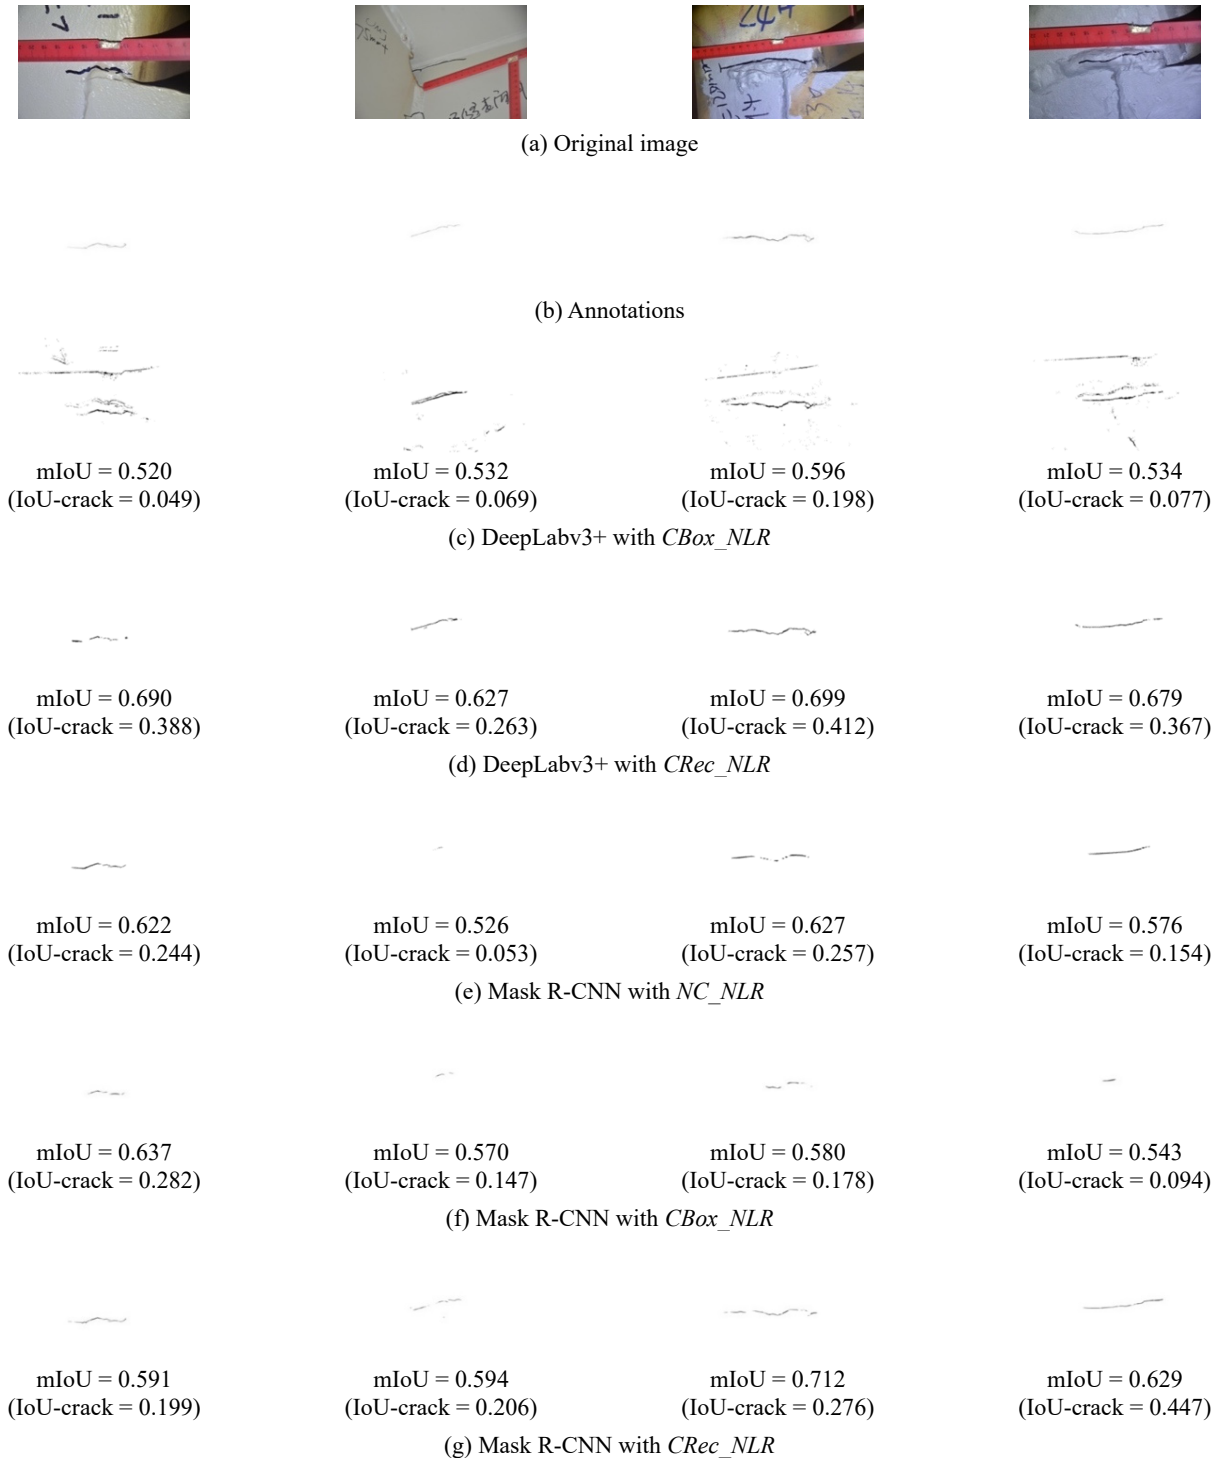 (a) Original image
(b) Annotations
mIoU = 0.520 mIoU = 0.532 mIoU = 0.596 mIoU = 0.534
(IoU-crack = 0.049) (IoU-crack = 0.069) (IoU-crack = 0.198) (IoU-crack = 0.077)
(c) DeepLabv3+ with CBox_NLR
mIoU = 0.690 mIoU = 0.627 mIoU = 0.699 mIoU = 0.679
(IoU-crack = 0.388) (IoU-crack = 0.263) (IoU-crack = 0.412) (IoU-crack = 0.367)
(d) DeepLabv3+ with CRec_NLR
mIoU = 0.622 mIoU = 0.526 mIoU = 0.627 mIoU = 0.576
(IoU-crack = 0.244) (IoU-crack = 0.053) (IoU-crack = 0.257) (IoU-crack = 0.154)
(e) Mask R-CNN with NC_NLR
mIoU = 0.637 mIoU = 0.570 mIoU = 0.580 mIoU = 0.543
(IoU-crack = 0.282) (IoU-crack = 0.147) (IoU-crack = 0.178) (IoU-crack = 0.094)
(f) Mask R-CNN with CBox_NLR
mIoU = 0.591 mIoU = 0.594 mIoU = 0.712 mIoU = 0.629
(IoU-crack = 0.199) (IoU-crack = 0.206) (IoU-crack = 0.276) (IoU-crack = 0.447)
(g) Mask R-CNN with CRec_NLR